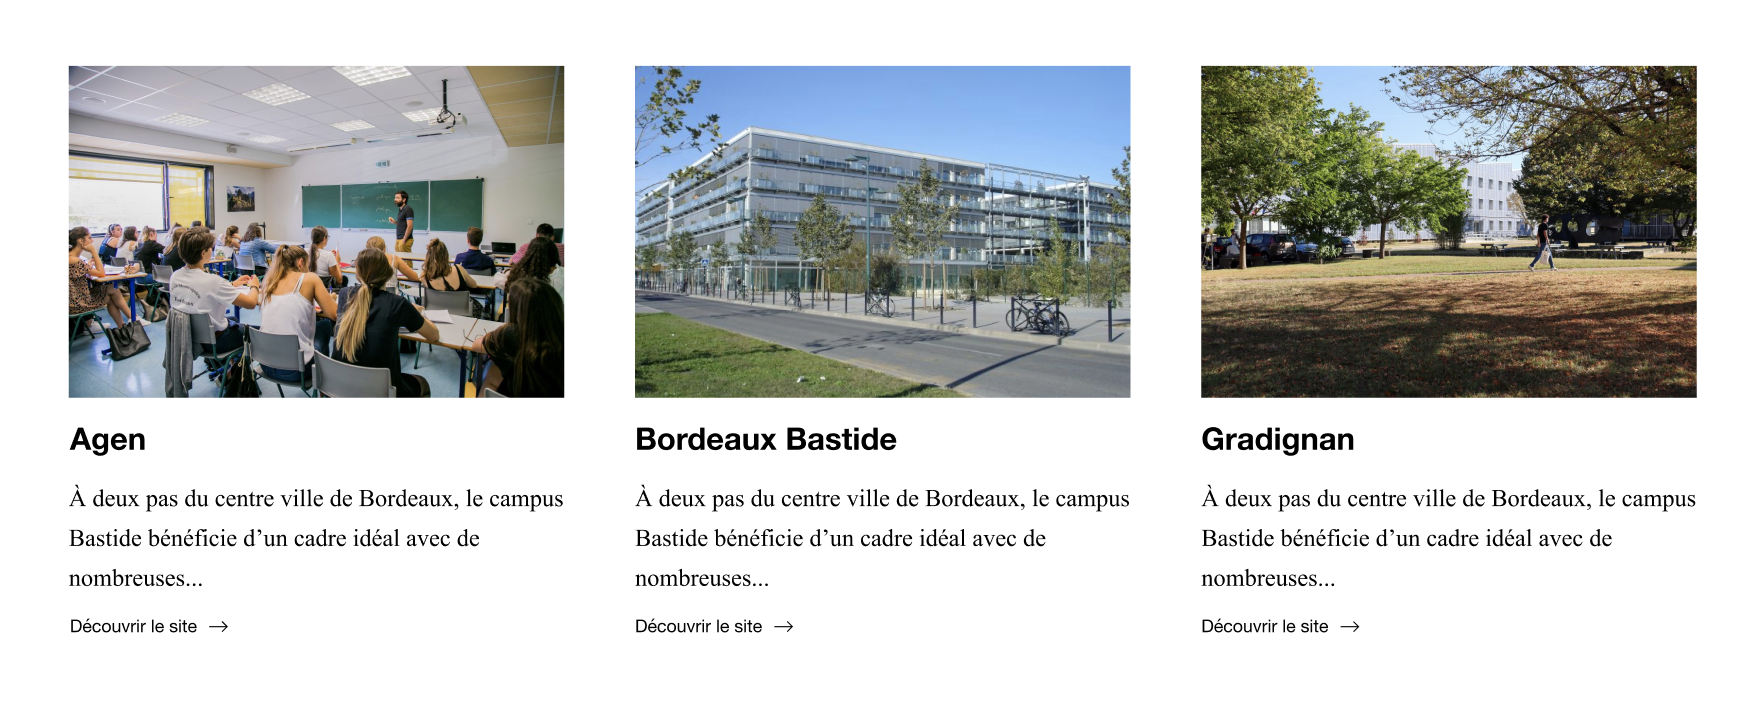 Agen
À deux pas du centre ville de Bordeaux, le campus
Bastide bénéficie d’un cadre idéal avec de
nombreuses...
Découvrir le site →
Bordeaux Bastide
À deux pas du centre ville de Bordeaux, le campus
Bastide bénéficie d’un cadre idéal avec de
nombreuses...
Découvrir le site →
Gradignan
À deux pas du centre ville de Bordeaux, le campus
Bastide bénéficie d’un cadre idéal avec de
nombreuses...
Découvrir le site →